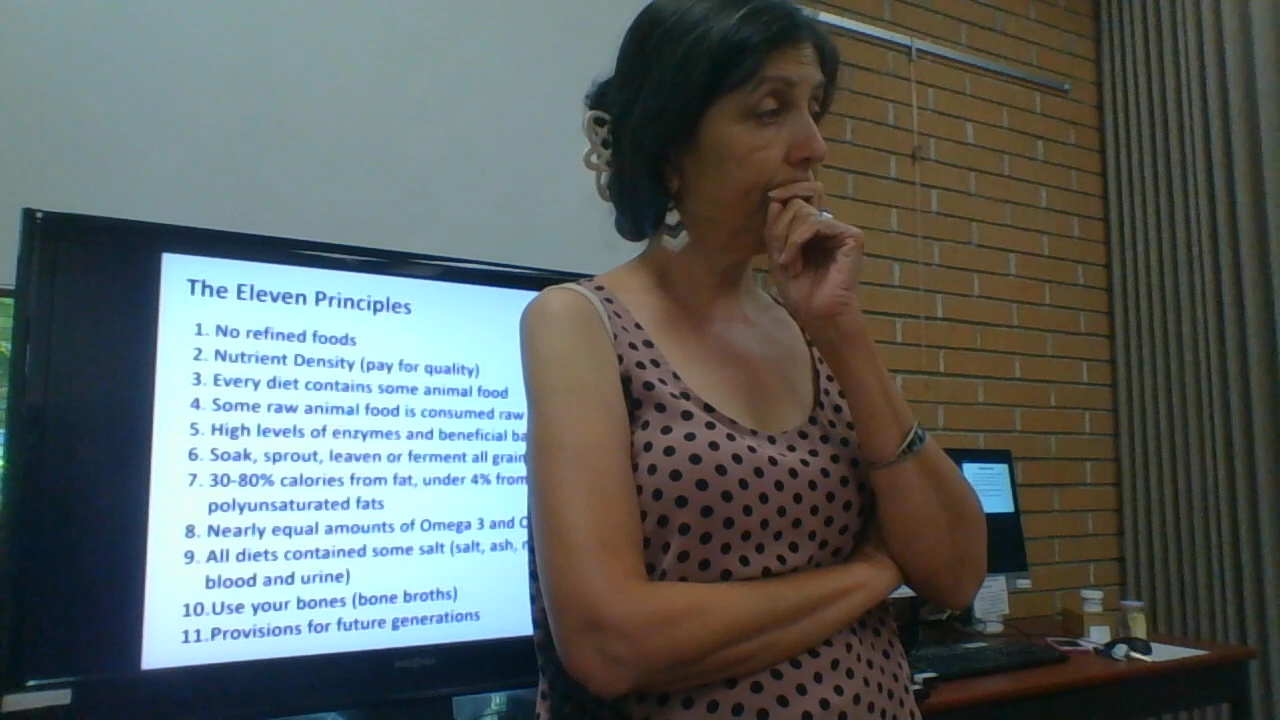 The Eleven Principles
1. No refined foods
2. Nutrient Density (pay for quality)
3. Every diet contains some animal food
4. Some raw animal food is consumed raw
5. High levels of enzymes and beneficial ba
6. Soak, sprout, leaven or ferment all grain
7. 30-80% calories from fat, under 4% from
polyunsaturated fats
8. Nearly equal amounts of Omega 3 and O
9. All diets contained some salt (salt, ash,
blood and urine)
10. Use your bones (bone broths)
11. Provisions for future generations